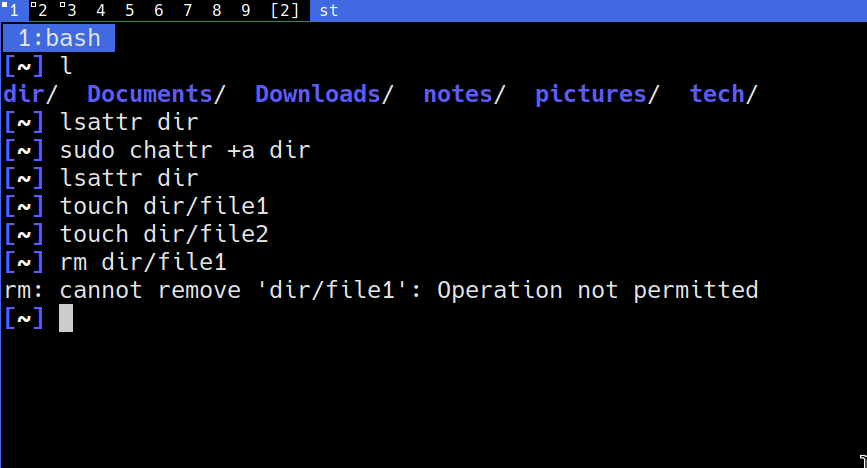 1 2 3 4 5 6 7 8 9 [2] st
1:bash
[~] l
dir/ Documents/ Downloads/ notes/ pictures/ tech/
[~] lsattr dir
[~] sudo chattr +a dir
[~] lsattr dir
[~] touch dir/file1
[~] touch dir/file2
[~] rm dir/file1
rm: cannot remove 'dir/file1': Operation not permitted
[~]